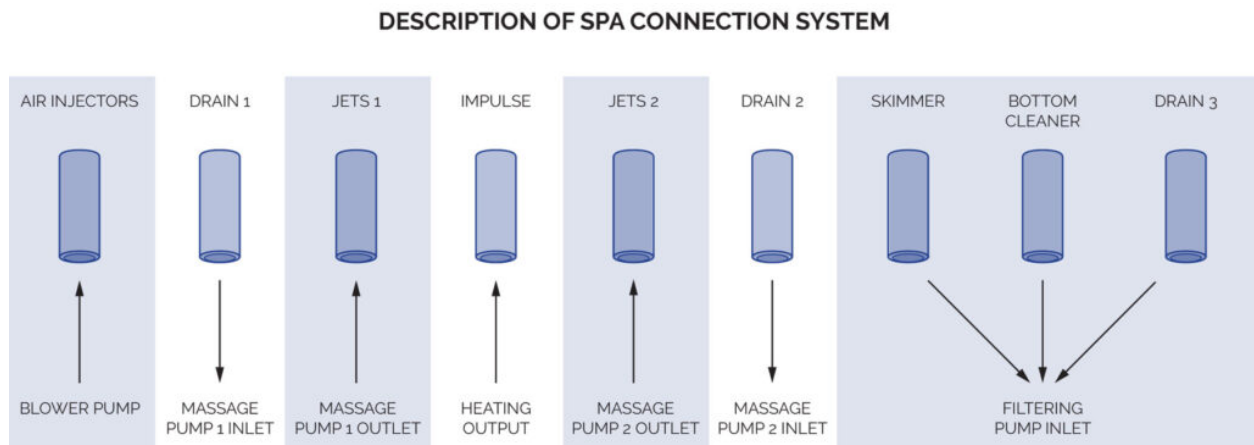 DESCRIPTION OF SPA CONNECTION SYSTEM
AIR INJECTORS
DRAIN 1
JETS 1
IMPULSE
JETS 2
DRAIN 2
SKIMMER
BOTTOM
CLEANER
DRAIN 3
BLOWER PUMP
MASSAGE
PUMP 1 INLET
MASSAGE
PUMP 1 OUTLET
HEATING
OUTPUT
MASSAGE
PUMP 2 OUTLET
MASSAGE
PUMP 2 INLET
FILTERING
PUMP INLET